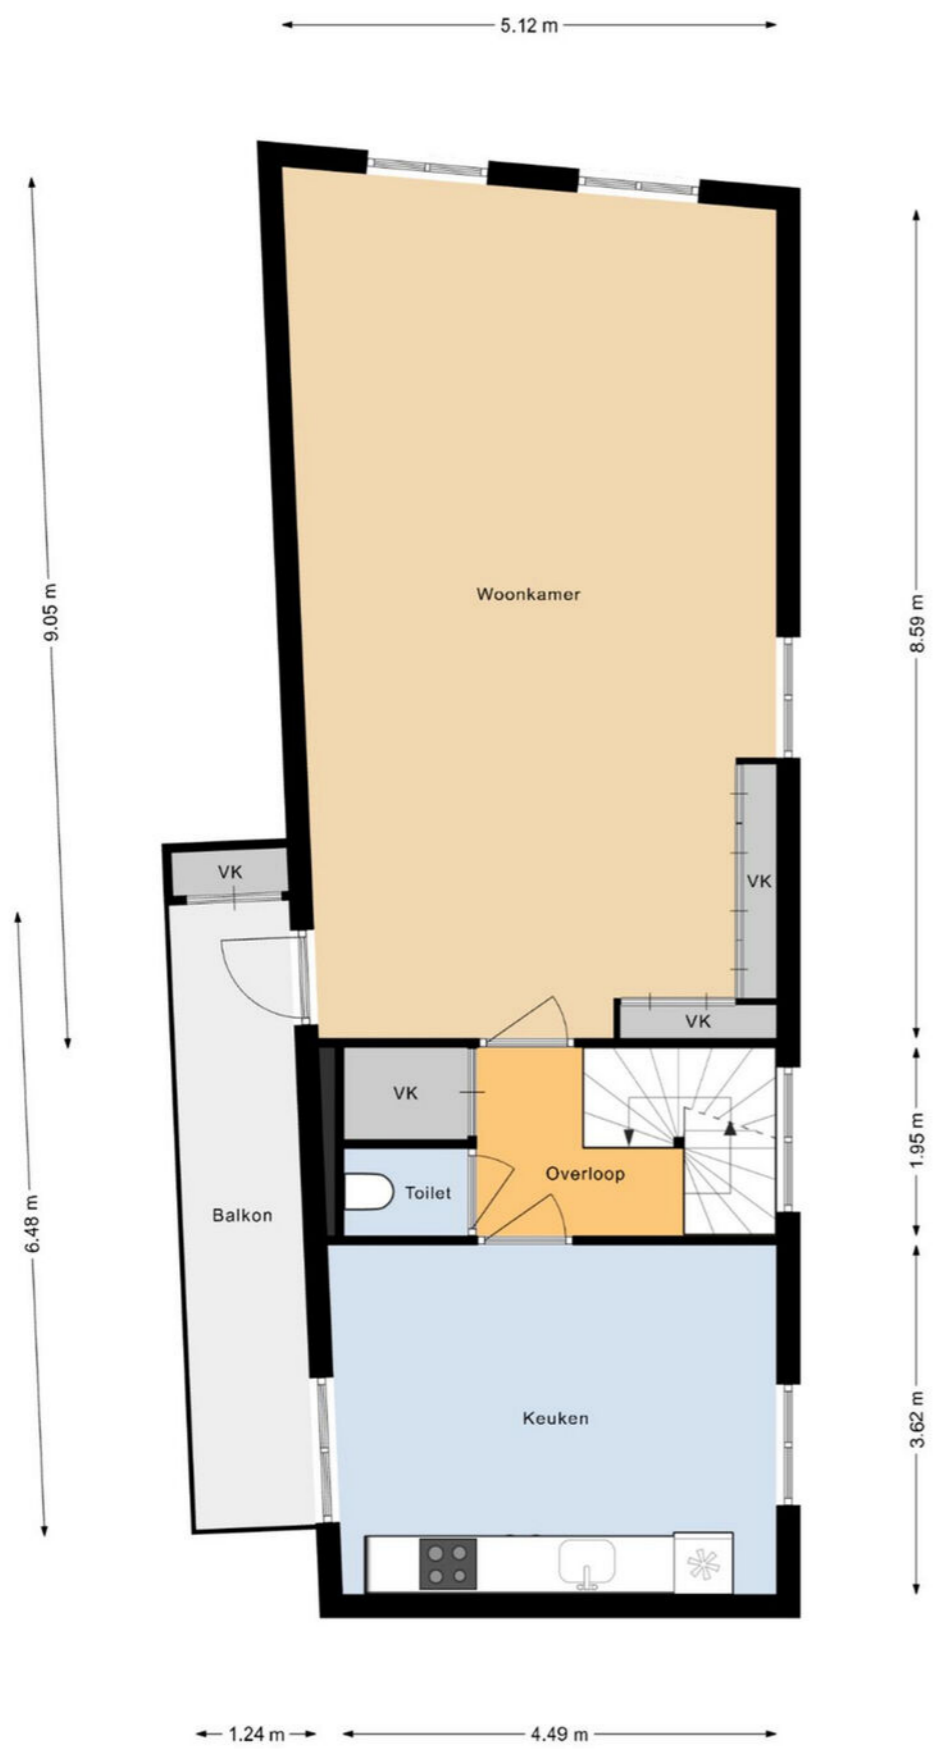 5.12 m
9.05 m
8.59 m
Woonkamer
VK
VK
VK
VK
1.95 m
Overloop
Toilet
Balkon
6.48 m
Keuken
3.62 m
1.24 m
4.49 m